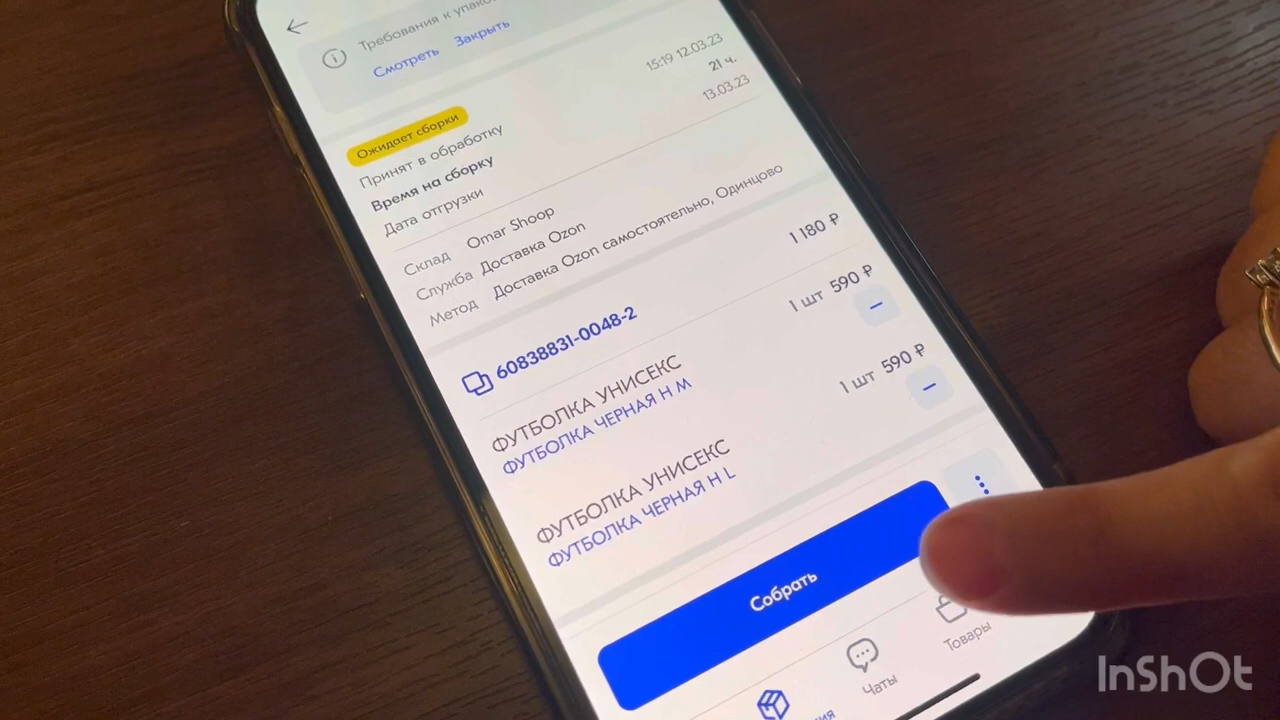 Требования к
Смотреть Закрыть
Ожидает сборки
Принят в обработку 15:19 12.03.23
Время на сборку 21 ч.
Дата отгрузки 13.03.23
Склад Omar Shoop
Служба Доставка Ozon
Метод Доставка Ozon самостоятельно, Одинцово
60838831-0048-2 1 180 ₽
ФУТБОЛКА УНИСЕКС 1 шт 590 ₽
ФУТБОЛКА ЧЕРНАЯ Н М
ФУТБОЛКА УНИСЕКС 1 шт 590 ₽
ФУТБОЛКА ЧЕРНАЯ Н L
Собрать
Чаты
Товары
InShOt